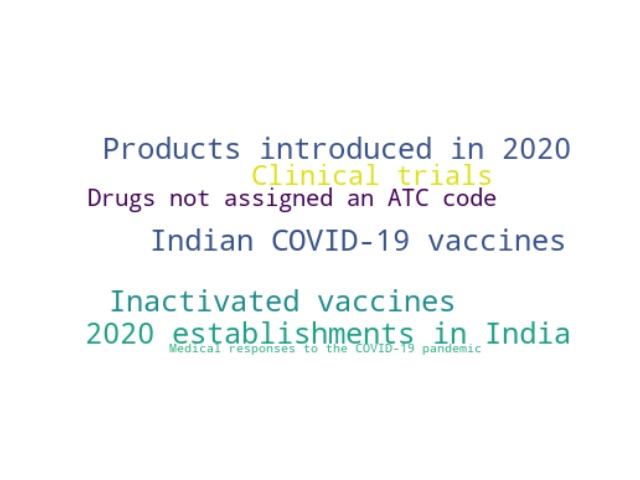 Products introduced in 2020
Clinical trials
Drugs not assigned an ATC code
Indian COVID-19 vaccines
Inactivated vaccines
2020 establishments in India
Medical responses to the COVID-19 pandemic